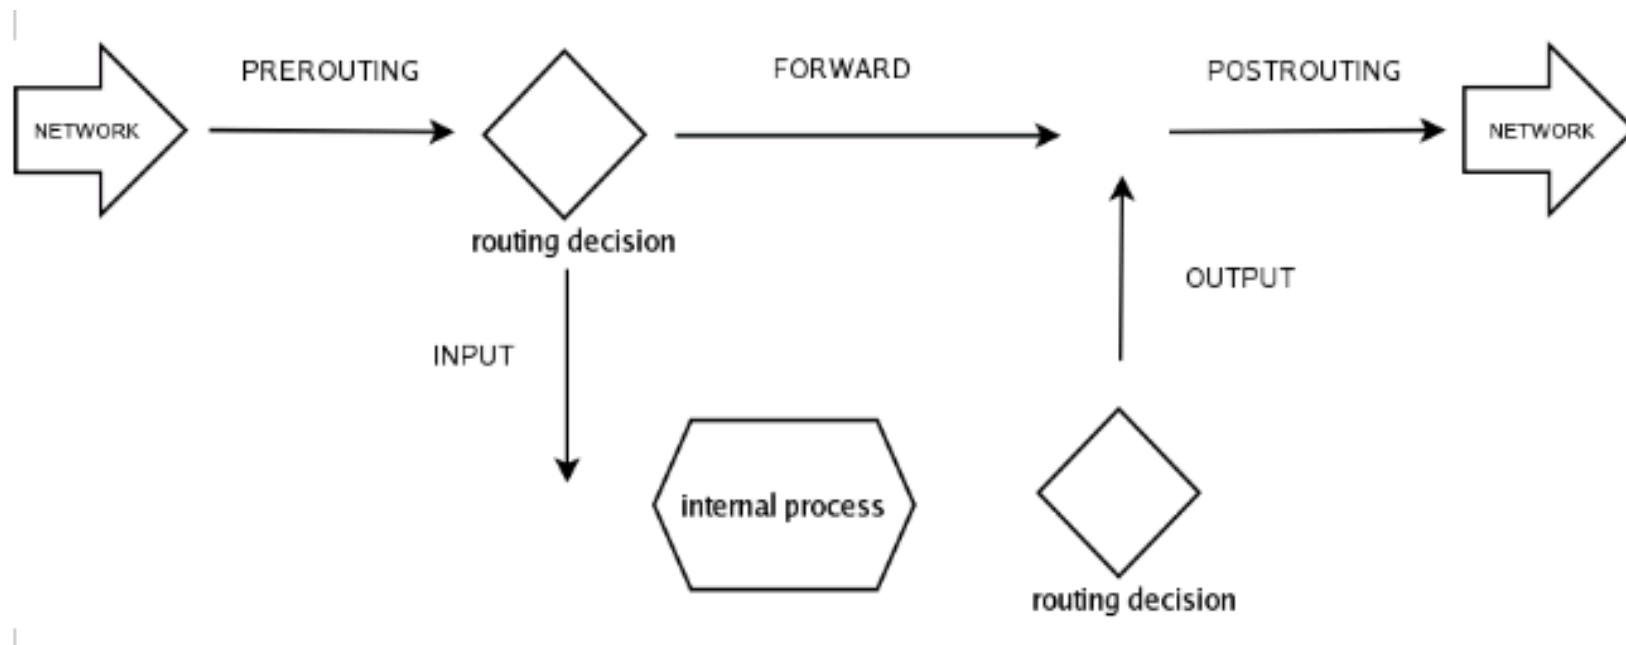 PREROUTING
FORWARD
POSTROUTING
NETWORK
NETWORK
routing decision
OUTPUT
INPUT
internal process
routing decision